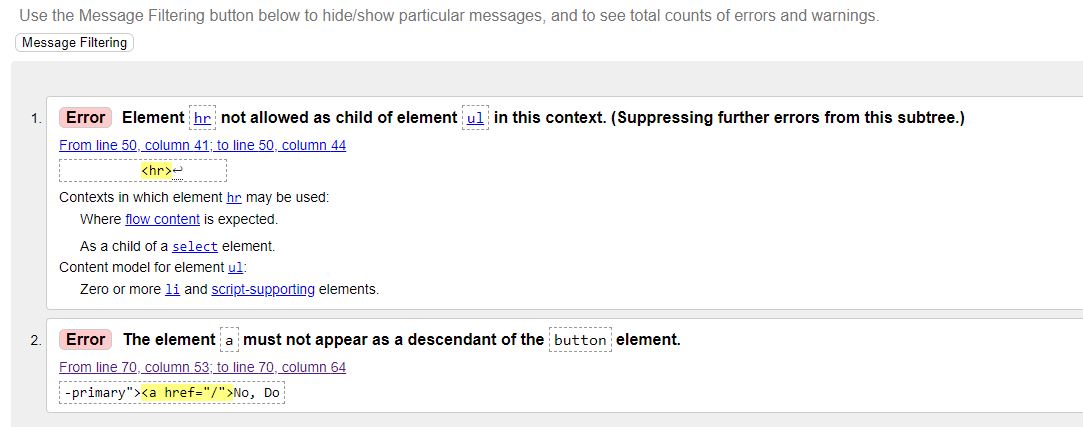 Use the Message Filtering button below to hide/show particular messages, and to see total counts of errors and warnings.
Message Filtering
1. Error Element hr not allowed as child of element ul in this context. (Suppressing further errors from this subtree.)
From line 50, column 41; to line 50, column 44
<hr>↩
Contexts in which element hr may be used:
Where flow content is expected.
As a child of a select element.
Content model for element ul:
Zero or more li and script-supporting elements.
2. Error The element a must not appear as a descendant of the button element.
From line 70, column 53; to line 70, column 64
-primary"><a href="/">No, Do